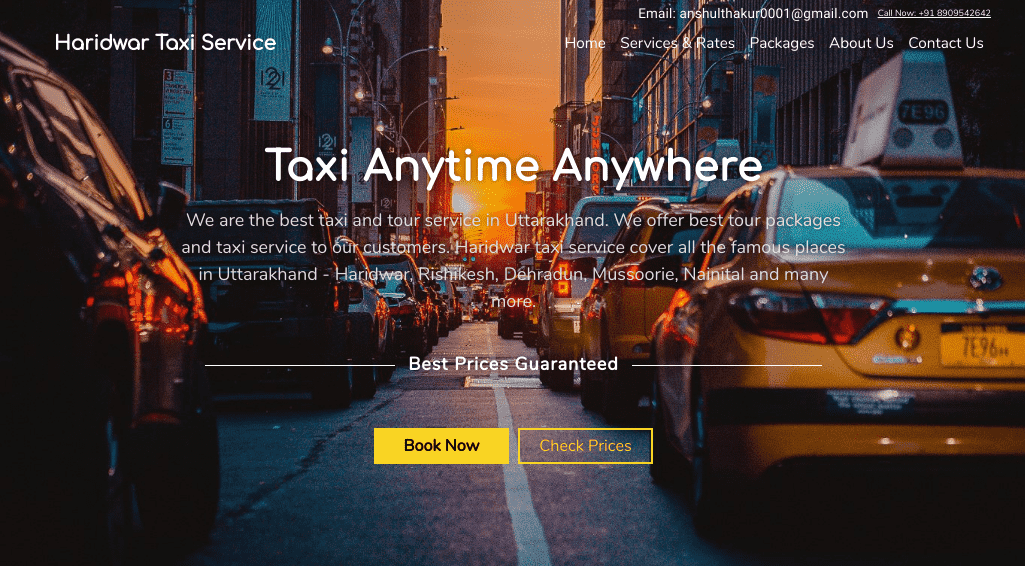 Email: anshulthakur0001@gmail.com Call Now: +91 8909542642
Haridwar Taxi Service
Home Services & Rates Packages About Us Contact Us
7E96
Taxi Anytime Anywhere
We are the best taxi and tour service in Uttarakhand. We offer best tour packages
and taxi service to our customers. Haridwar taxi service cover all the famous places
in Uttarakhand - Haridwar, Rishikesh, Dehradun, Mussoorie, Nainital and many
more.
7E96
Best Prices Guaranteed
Book Now Check Prices